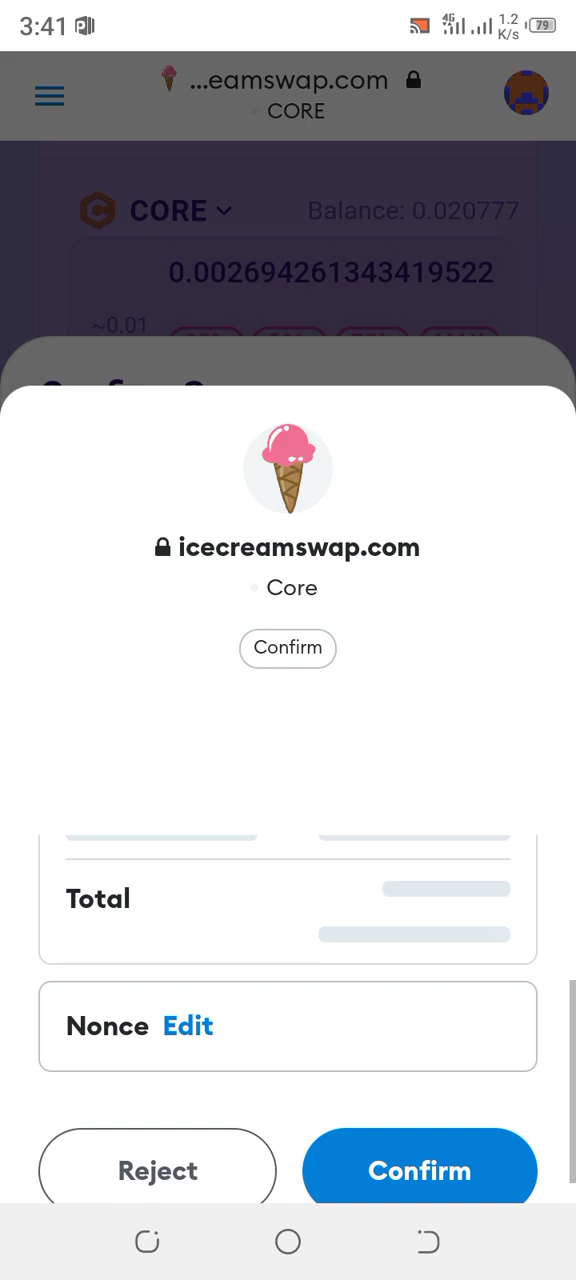 3:41
4G
1.2
K/s
79
...eamswap.com
CORE
CORE
Balance: 0.020777
0.002694261343419522
~0.01
icecreamswap.com
Core
Confirm
Total
Nonce Edit
Reject
Confirm